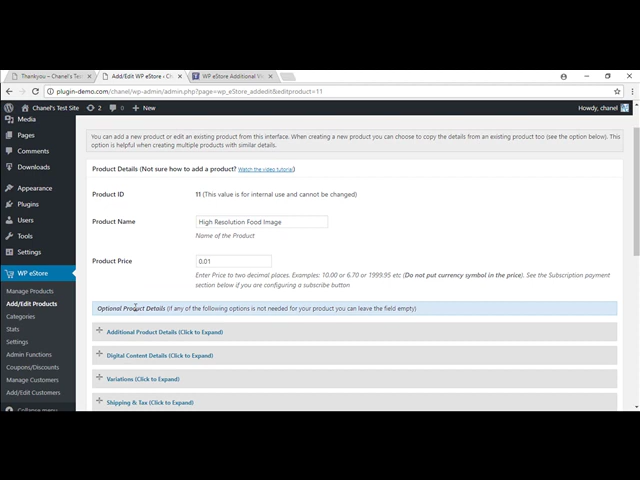 Thankyou – Chanel's Test
Add/Edit WP eStore ‹ C
WP eStore Additional V
plugin-demo.com/chanel/wp-admin/admin.php?page=wp_eStore_addedit&editproduct=11
Chanel's Test Site
2
0
New
Howdy, chanel
Media
Pages
Comments
Downloads
Appearance
Plugins
Users
Tools
Settings
WP eStore
Manage Products
Add/Edit Products
Categories
Stats
Settings
Admin Functions
Coupons/Discounts
Manage Customers
Add/Edit Customers
Collapse menu
You can add a new product or edit an existing product from this interface. When creating a new product you can choose to copy the details from an existing product too (see the option below). This
option is helpful when creating multiple products with similar details.
Product Details (Not sure how to add a product? Watch the video tutorial)
Product ID
11 (This value is for internal use and cannot be changed)
Product Name
High Resolution Food Image
Name of the Product
Product Price
0.01
Enter Price to two decimal places. Examples: 10.00 or 6.70 or 1999.95 etc (Do not put currency symbol in the price). See the Subscription payment
section below if you are configuring a subscribe button
Optional Product Details (If any of the following options is not needed for your product you can leave the field empty)
Additional Product Details (Click to Expand)
Digital Content Details (Click to Expand)
Variations (Click to Expand)
Shipping & Tax (Click to Expand)